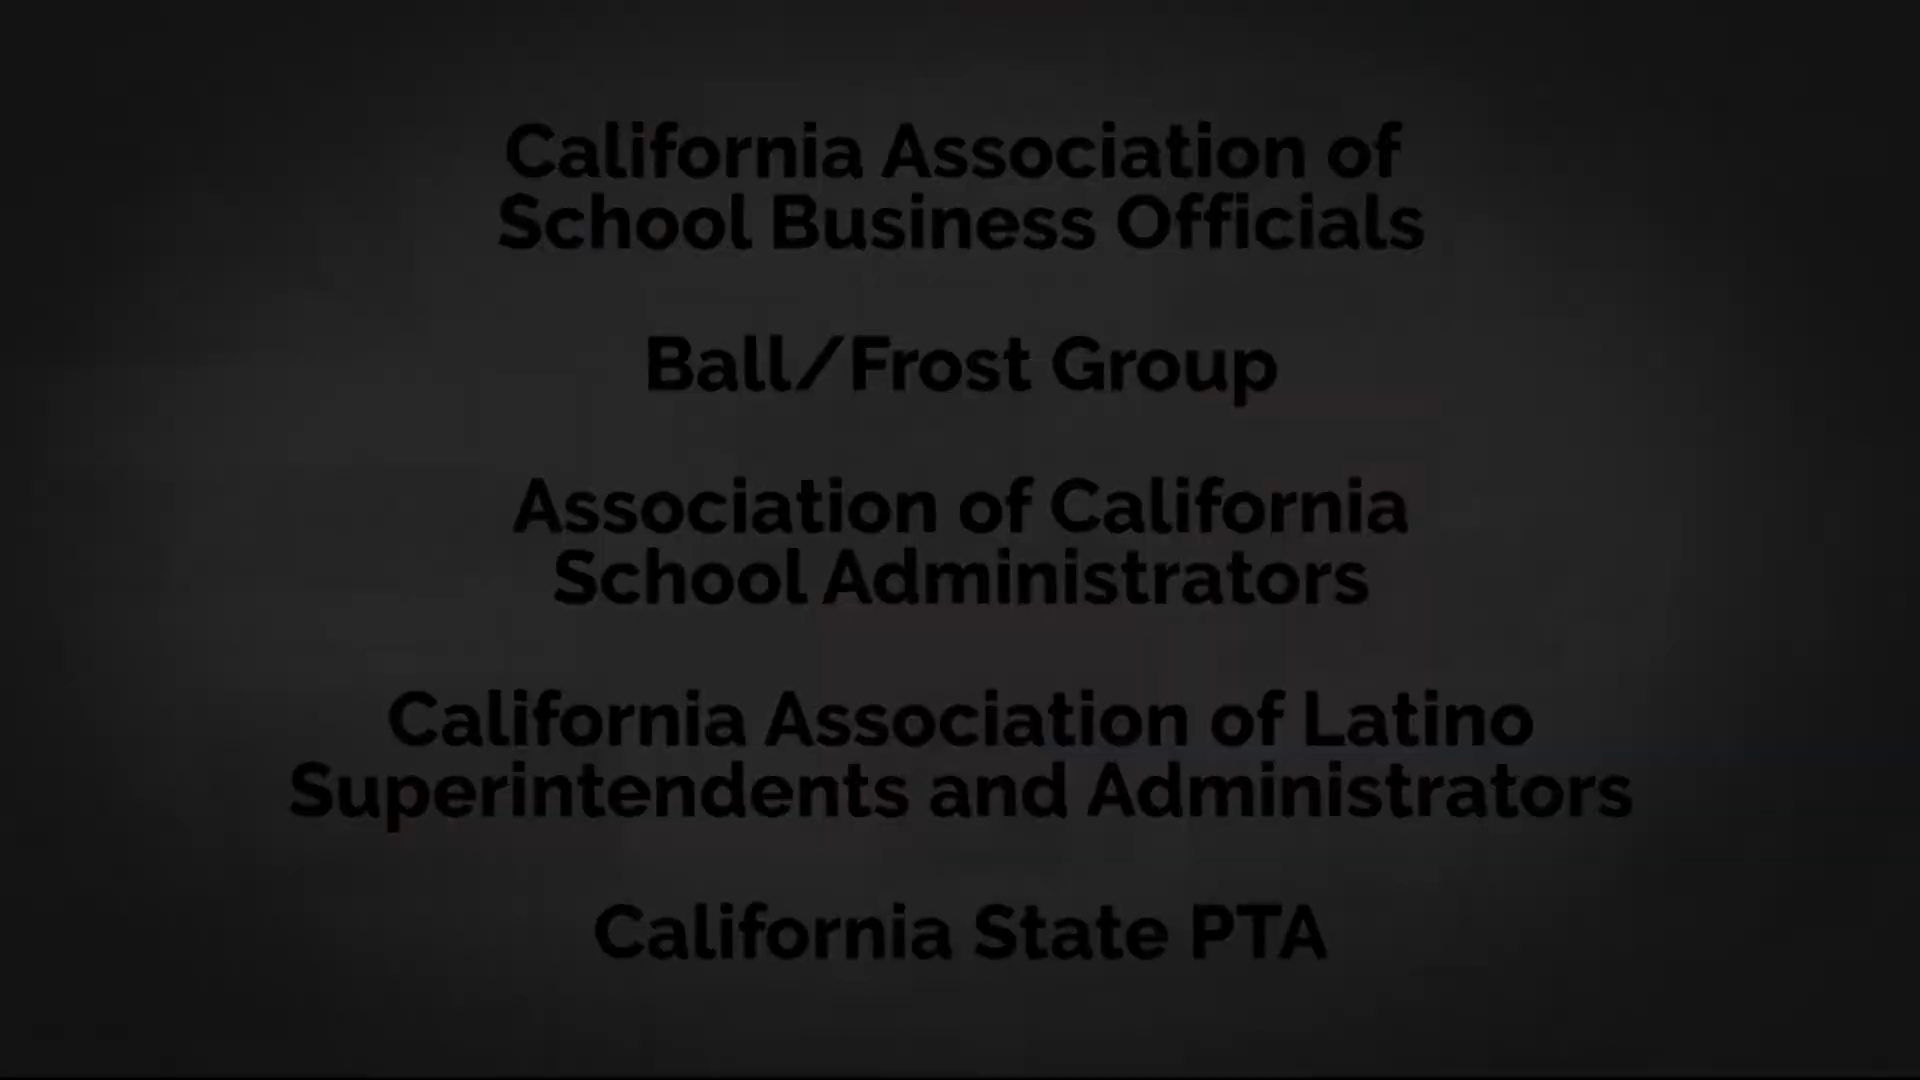 California Association of
School Business Officials
Ball/Frost Group
Association of California
School Administrators
California Association of Latino
Superintendents and Administrators
California State PTA